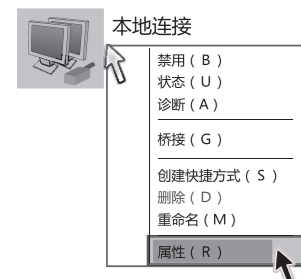 本地连接
禁用（B）
状态（U）
诊断（A）
桥接（G）
创建快捷方式（S）
删除（D）
重命名（M）
属性（R）